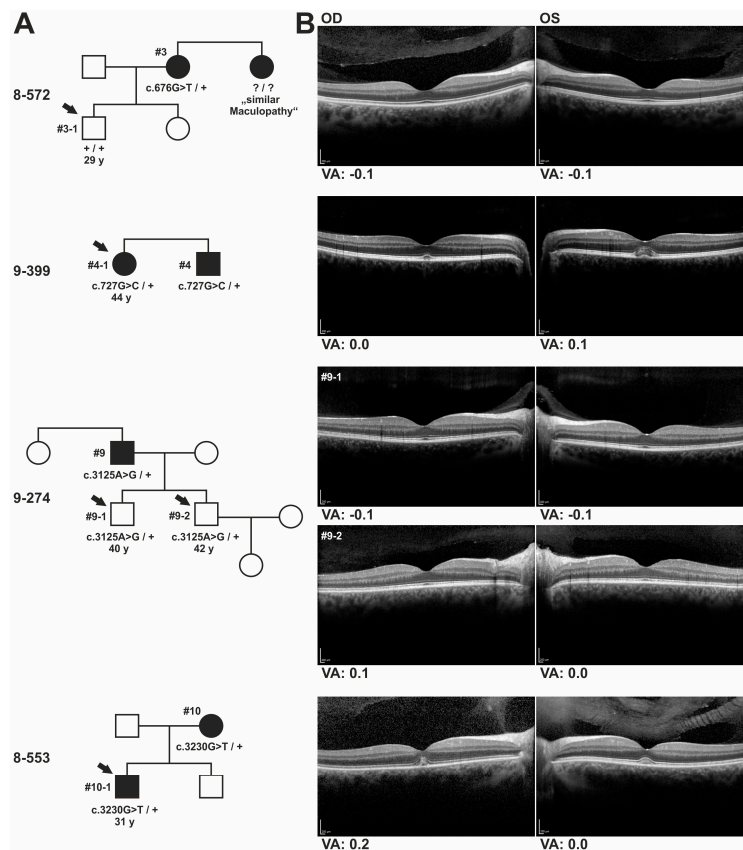 A
B
OD
OS
8-572
#3
c.676G>T / +
? / ?
„similar
Maculopathy“
#3-1
+ / +
29 y
VA: -0.1
VA: -0.1
9-399
#4-1
#4
c.727G>C / +
c.727G>C / +
44 y
VA: 0.0
VA: 0.1
9-274
#9
c.3125A>G / +
#9-1
#9-2
c.3125A>G / +
c.3125A>G / +
40 y
42 y
#9-1
VA: -0.1
VA: -0.1
#9-2
VA: 0.1
VA: 0.0
8-553
#10
c.3230G>T / +
#10-1
c.3230G>T / +
31 y
VA: 0.2
VA: 0.0